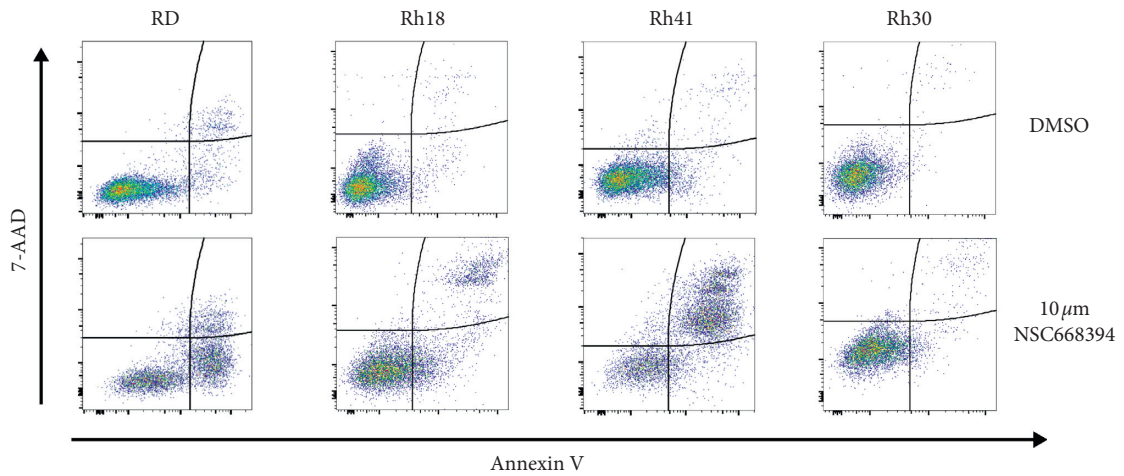 RD Rh18 Rh41 Rh30
DMSO
7-AAD
10 µm
NSC668394
Annexin V